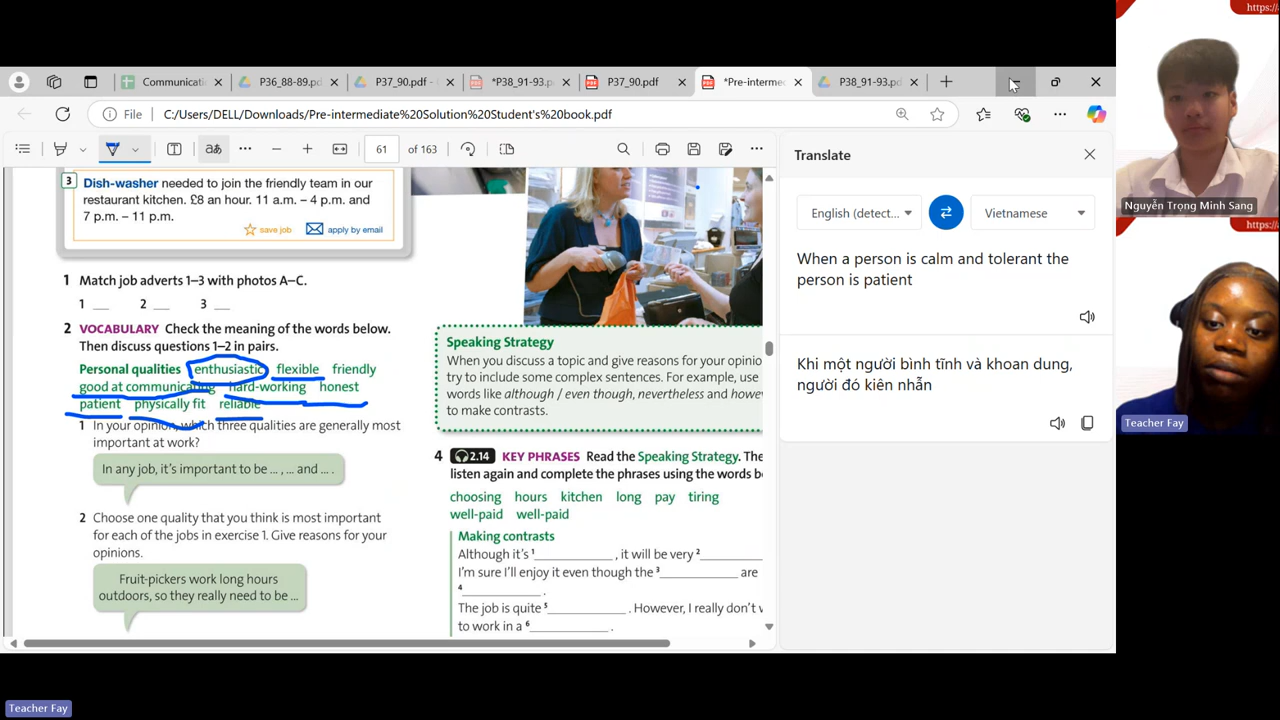 https://
Communicati
P36_88-89.pd
P37_90.pdf -
*P38_91-93.p
P37_90.pdf
*Pre-interme
P38_91-93.pd
File C:/Users/DELL/Downloads/Pre-intermediate%20Solution%20Student's%20book.pdf
61 of 163
3 Dish-washer needed to join the friendly team in our
restaurant kitchen. £8 an hour. 11 a.m. – 4 p.m. and
7 p.m. – 11 p.m.
save job apply by email
1 Match job adverts 1–3 with photos A–C.
1 __ 2 __ 3 __
2 VOCABULARY Check the meaning of the words below.
Then discuss questions 1–2 in pairs.
Personal qualities enthusiastic flexible friendly
good at communicating hard-working honest
patient physically fit reliable
1 In your opinion, which three qualities are generally most
important at work?
In any job, it's important to be ... , ... and ... .
2 Choose one quality that you think is most important
for each of the jobs in exercise 1. Give reasons for your
opinions.
Fruit-pickers work long hours
outdoors, so they really need to be ...
Speaking Strategy
When you discuss a topic and give reasons for your opinio
try to include some complex sentences. For example, use
words like although / even though, nevertheless and howe
to make contrasts.
4 2.14 KEY PHRASES Read the Speaking Strategy. The
listen again and complete the phrases using the words be
choosing hours kitchen long pay tiring
well-paid well-paid
Making contrasts
Although it's 1__________, it will be very 2__________
I'm sure I'll enjoy it even though the 3__________ are
4__________.
The job is quite 5__________. However, I really don't w
to work in a 6__________.
Translate
English (detect...
Vietnamese
When a person is calm and tolerant the
person is patient
Khi một người bình tĩnh và khoan dung,
người đó kiên nhẫn
Nguyễn Trọng Minh Sang
https://
Teacher Fay
Teacher Fay